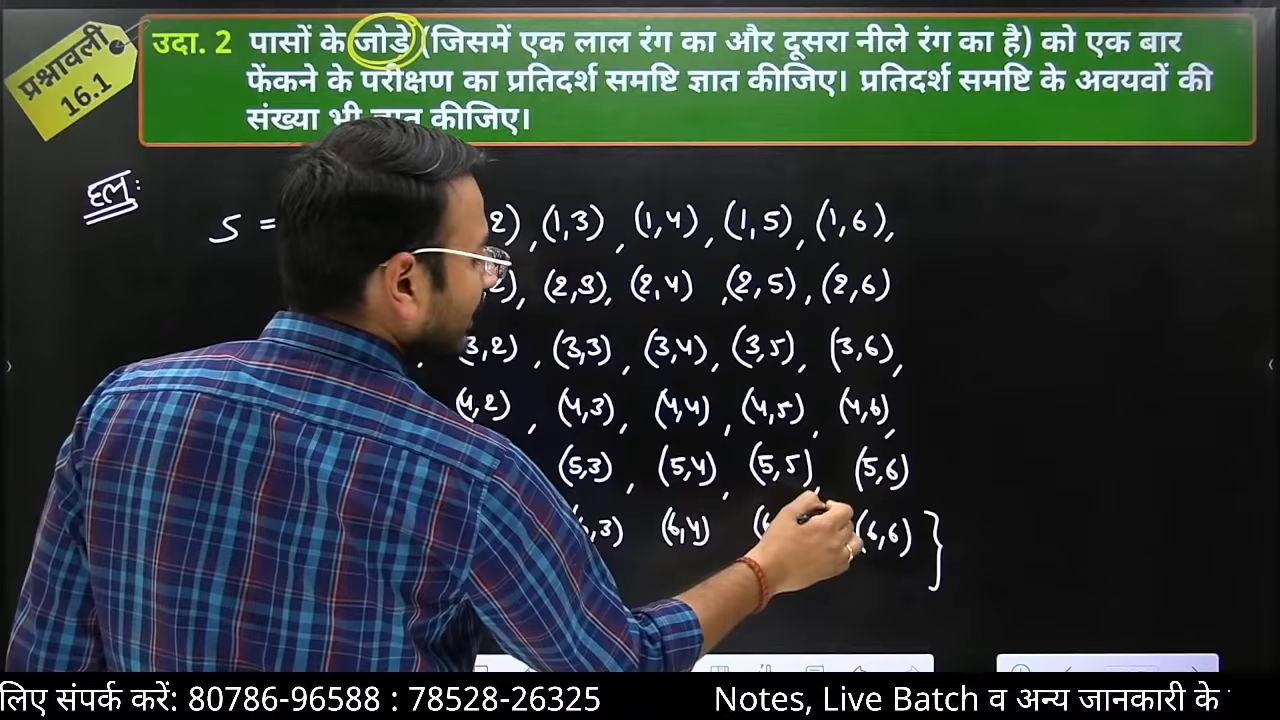 प्रश्नावली
16.1
उदा. 2 पासों के जोडे (जिसमें एक लाल रंग का और दूसरा नीले रंग का है) को एक बार
फेंकने के परीक्षण का प्रतिदर्श समष्टि ज्ञात कीजिए। प्रतिदर्श समष्टि के अवयवों की
संख्या भी ज्ञात कीजिए।
हल:
S = 2), (1,3), (1,4), (1,5), (1,6),
2), (2,3), (2,4), (2,5), (2,6)
, (3,2), (3,3), (3,4), (3,5), (3,6),
(4,2), (4,3), (4,4), (4,5), (4,6),
(5,3), (5,4), (5,5), (5,6)
,3) (6,4) (6,6) }
लिए संपर्क करें: 80786-96588 : 78528-26325 Notes, Live Batch व अन्य जानकारी के